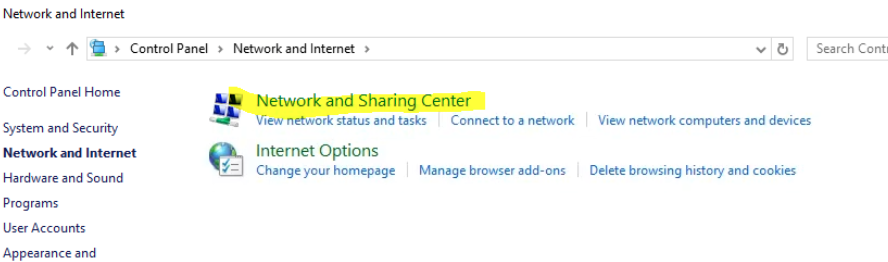 Network and Internet
Control Panel > Network and Internet >
Search Contr
Control Panel Home
System and Security
Network and Internet
Hardware and Sound
Programs
User Accounts
Appearance and
Network and Sharing Center
View network status and tasks | Connect to a network | View network computers and devices
Internet Options
Change your homepage | Manage browser add-ons | Delete browsing history and cookies